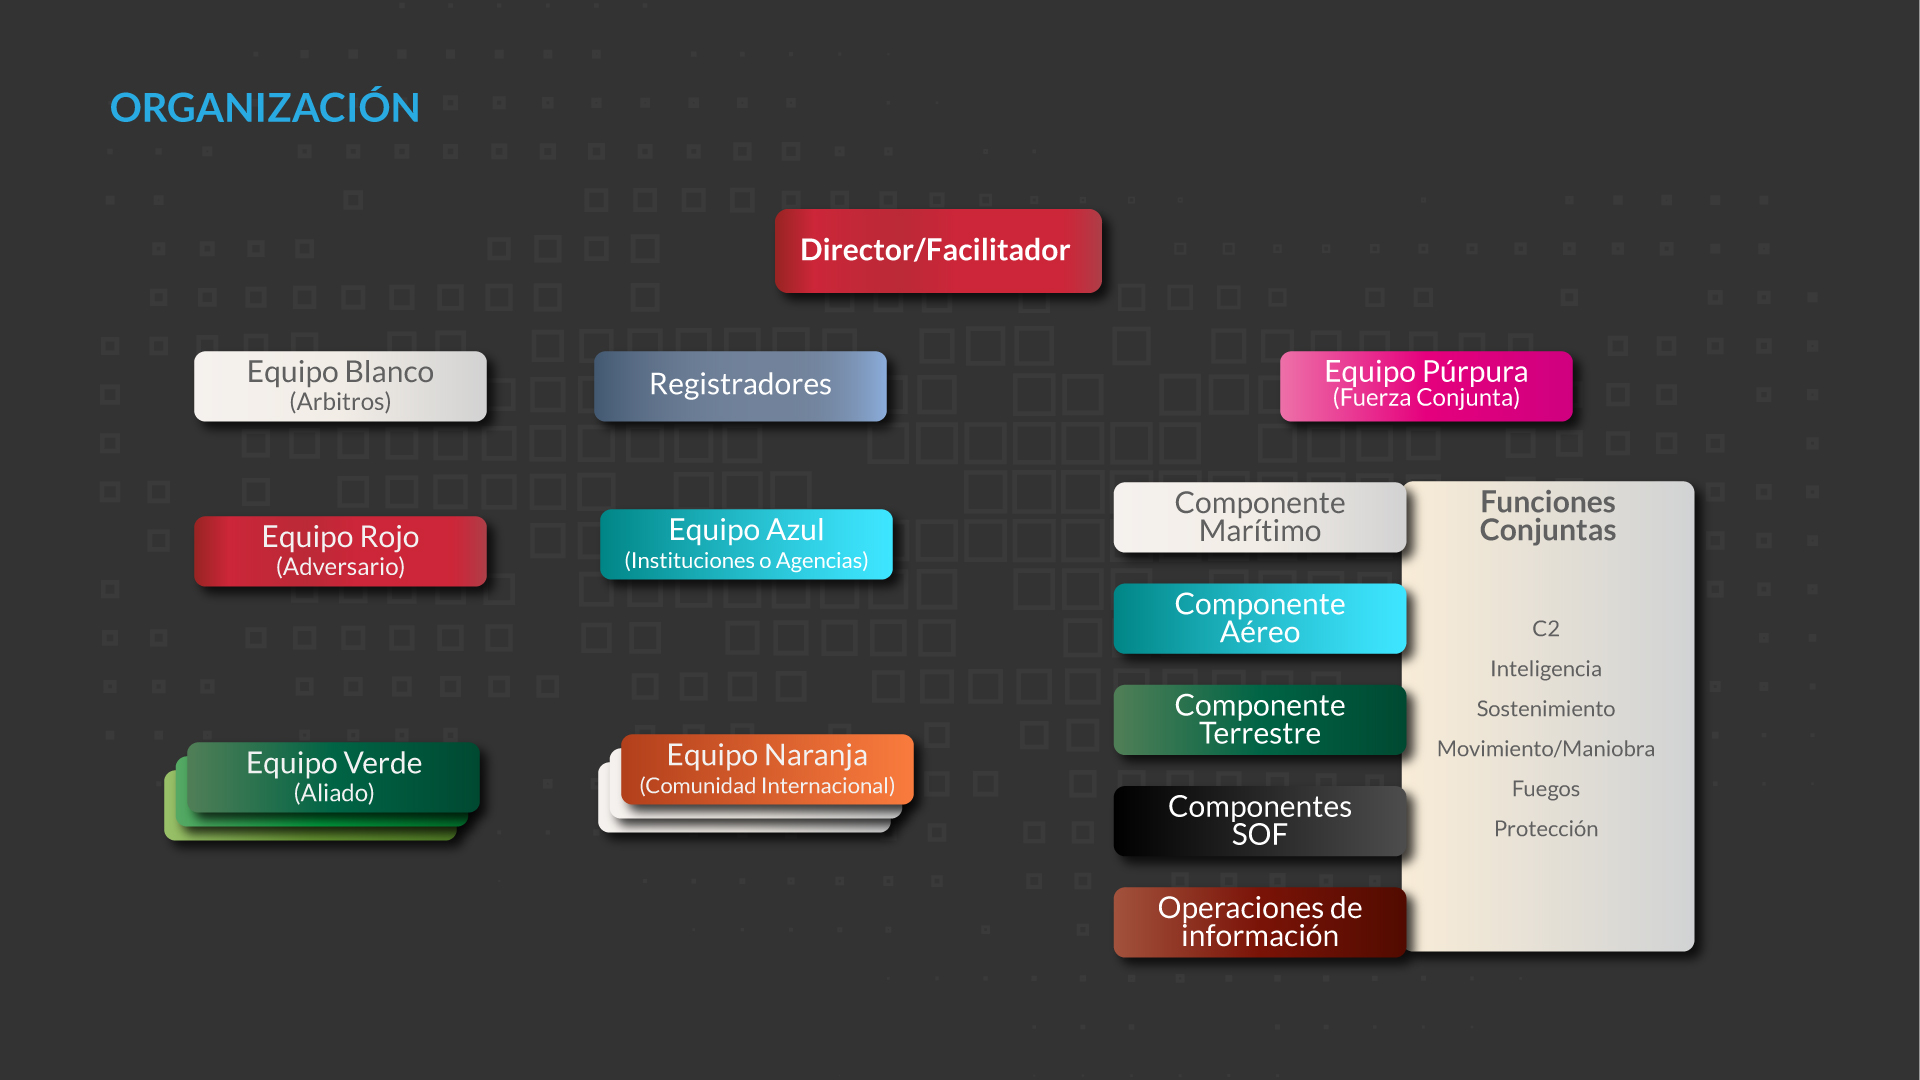 ORGANIZACIÓN
Director/Facilitador
Equipo Blanco
(Arbitros)
Registradores
Equipo Púrpura
(Fuerza Conjunta)
Equipo Rojo
(Adversario)
Equipo Azul
(Instituciones o Agencias)
Equipo Verde
(Aliado)
Equipo Naranja
(Comunidad Internacional)
Componente
Marítimo
Componente
Aéreo
Componente
Terrestre
Componentes
SOF
Operaciones de
información
Funciones
Conjuntas
C2
Inteligencia
Sostenimiento
Movimiento/Maniobra
Fuegos
Protección